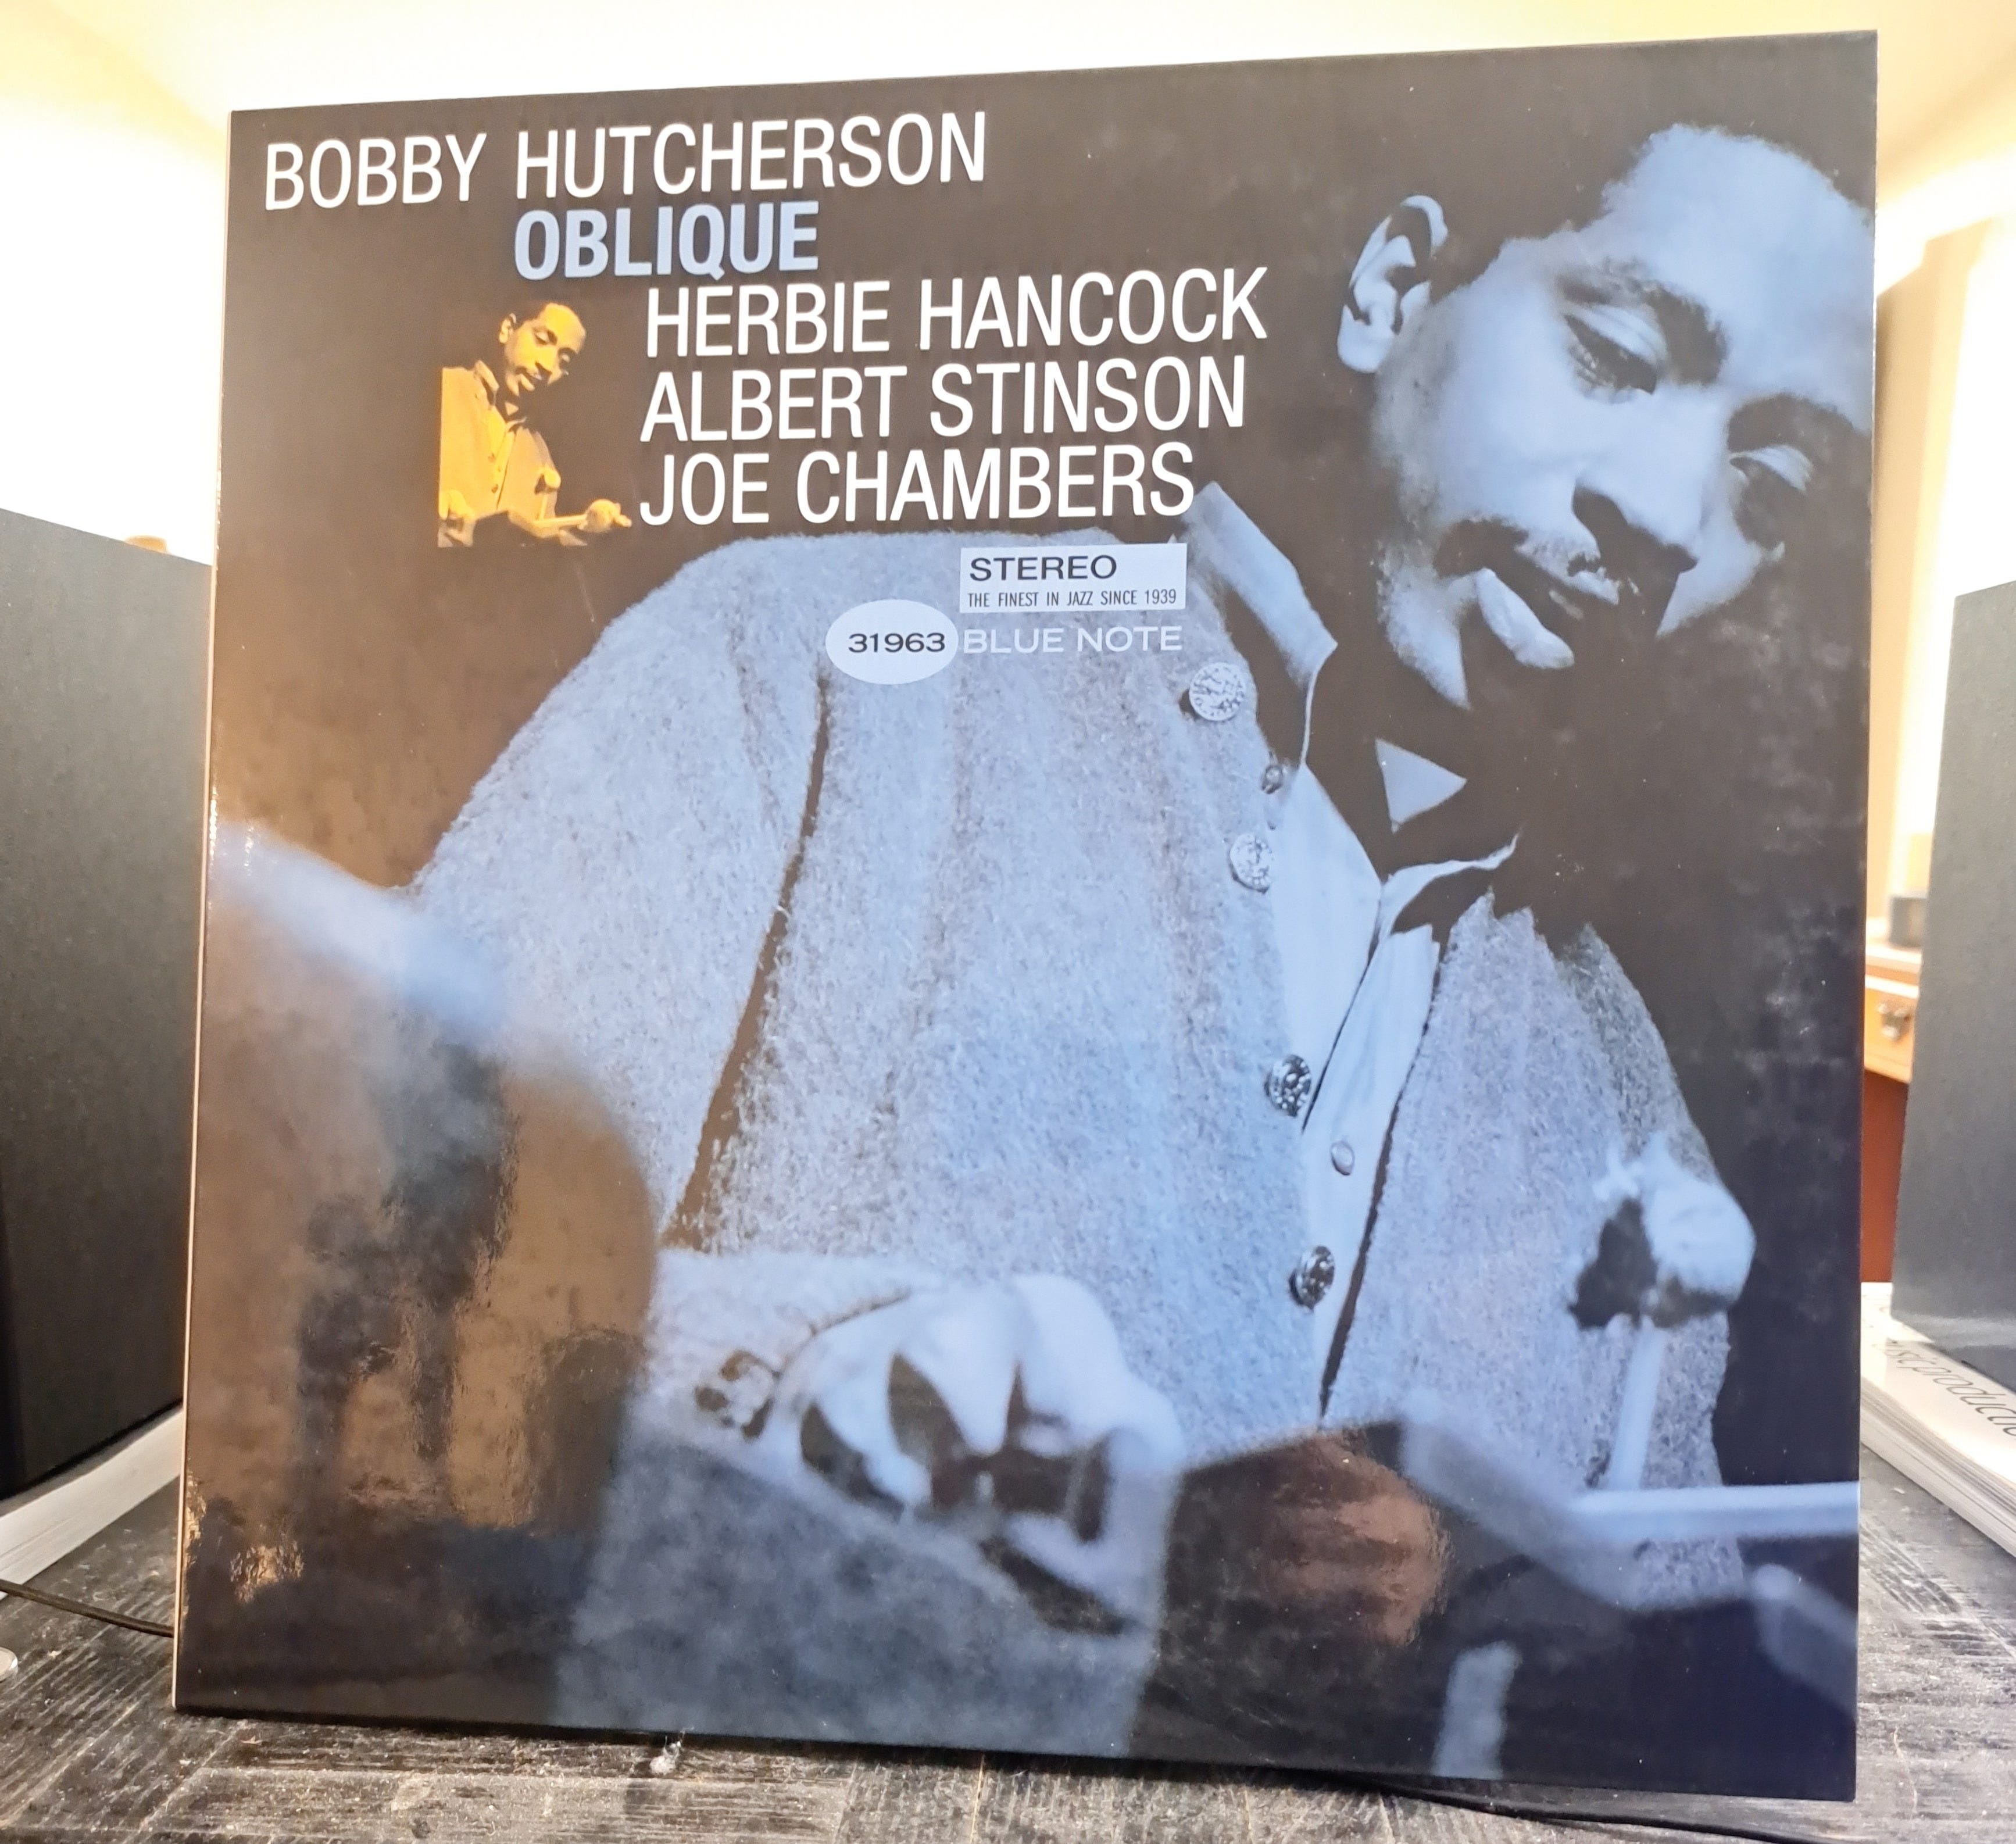 BOBBY HUTCHERSON
OBLIQUE
HERBIE HANCOCK
ALBERT STINSON
JOE CHAMBERS
STEREO
THE FINEST IN JAZZ SINCE 1939
31963 BLUE NOTE